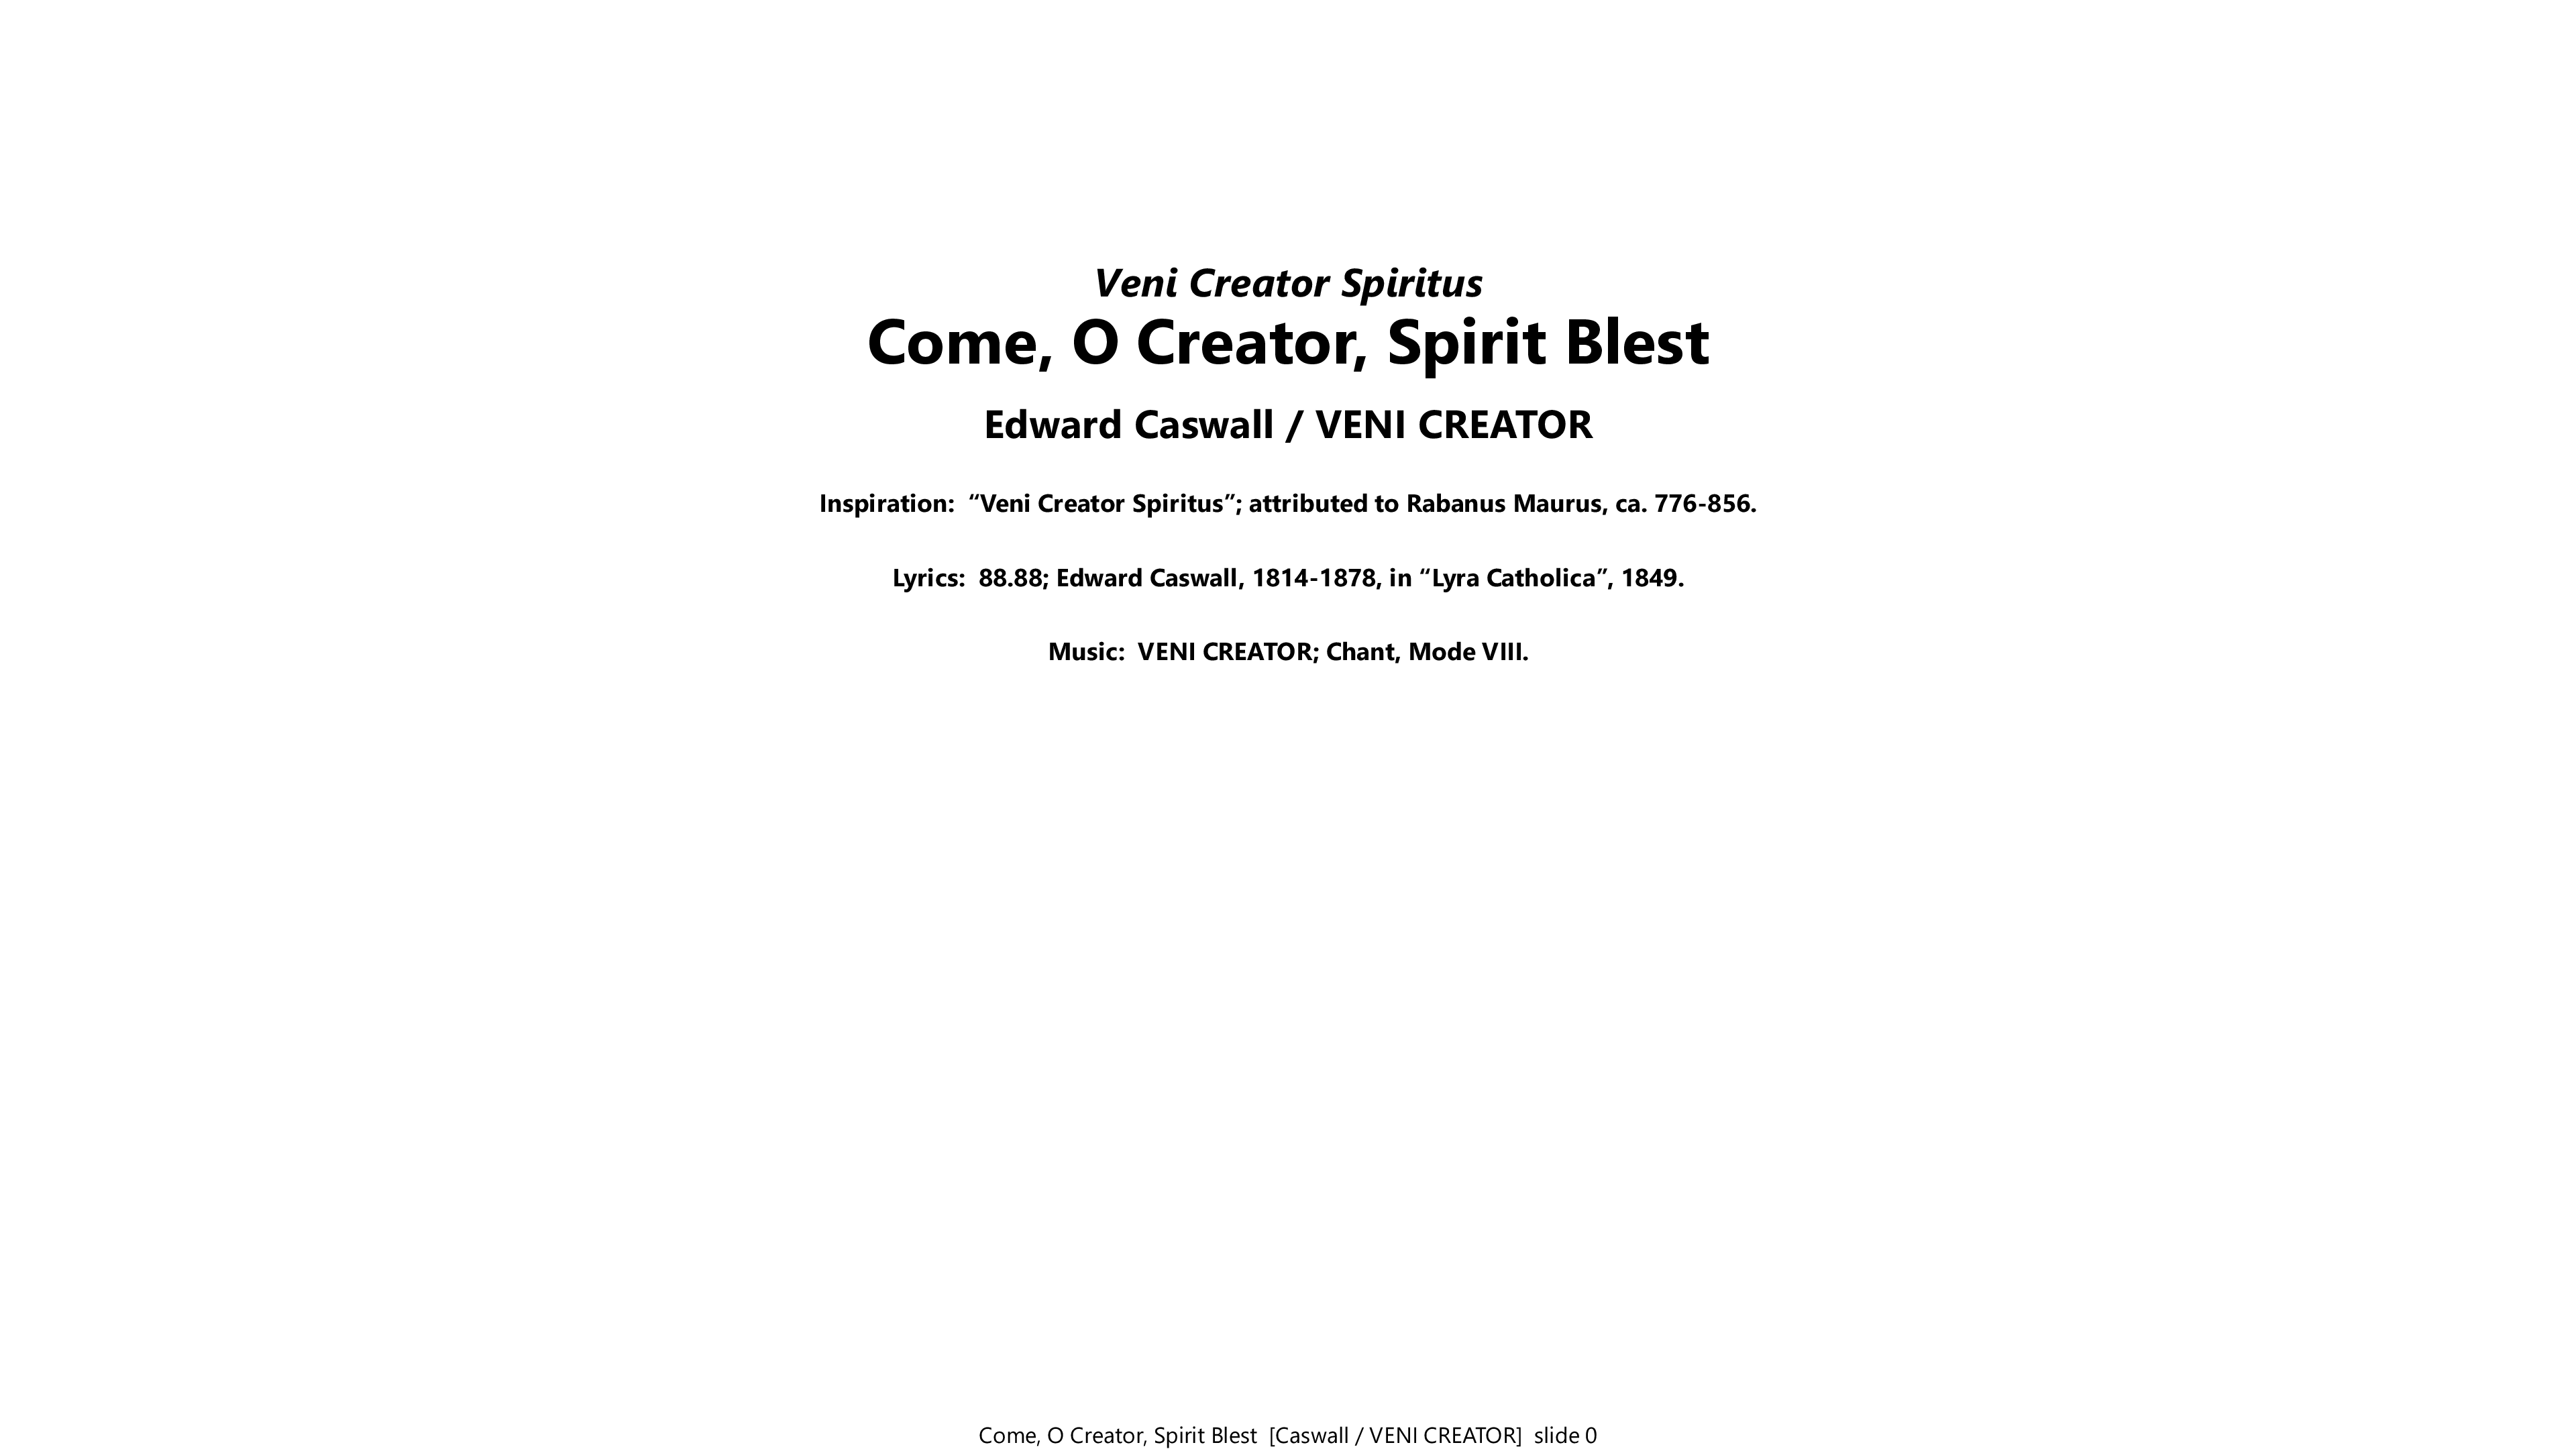 Veni Creator Spiritus
Come, O Creator, Spirit Blest
Edward Caswall / VENI CREATOR
Inspiration:  “Veni Creator Spiritus”; attributed to Rabanus Maurus, ca. 776-856.
Lyrics:  88.88; Edward Caswall, 1814-1878, in “Lyra Catholica”, 1849.
Music:  VENI CREATOR; Chant, Mode VIII.
Come, O Creator, Spirit Blest  [Caswall / VENI CREATOR]  slide 0